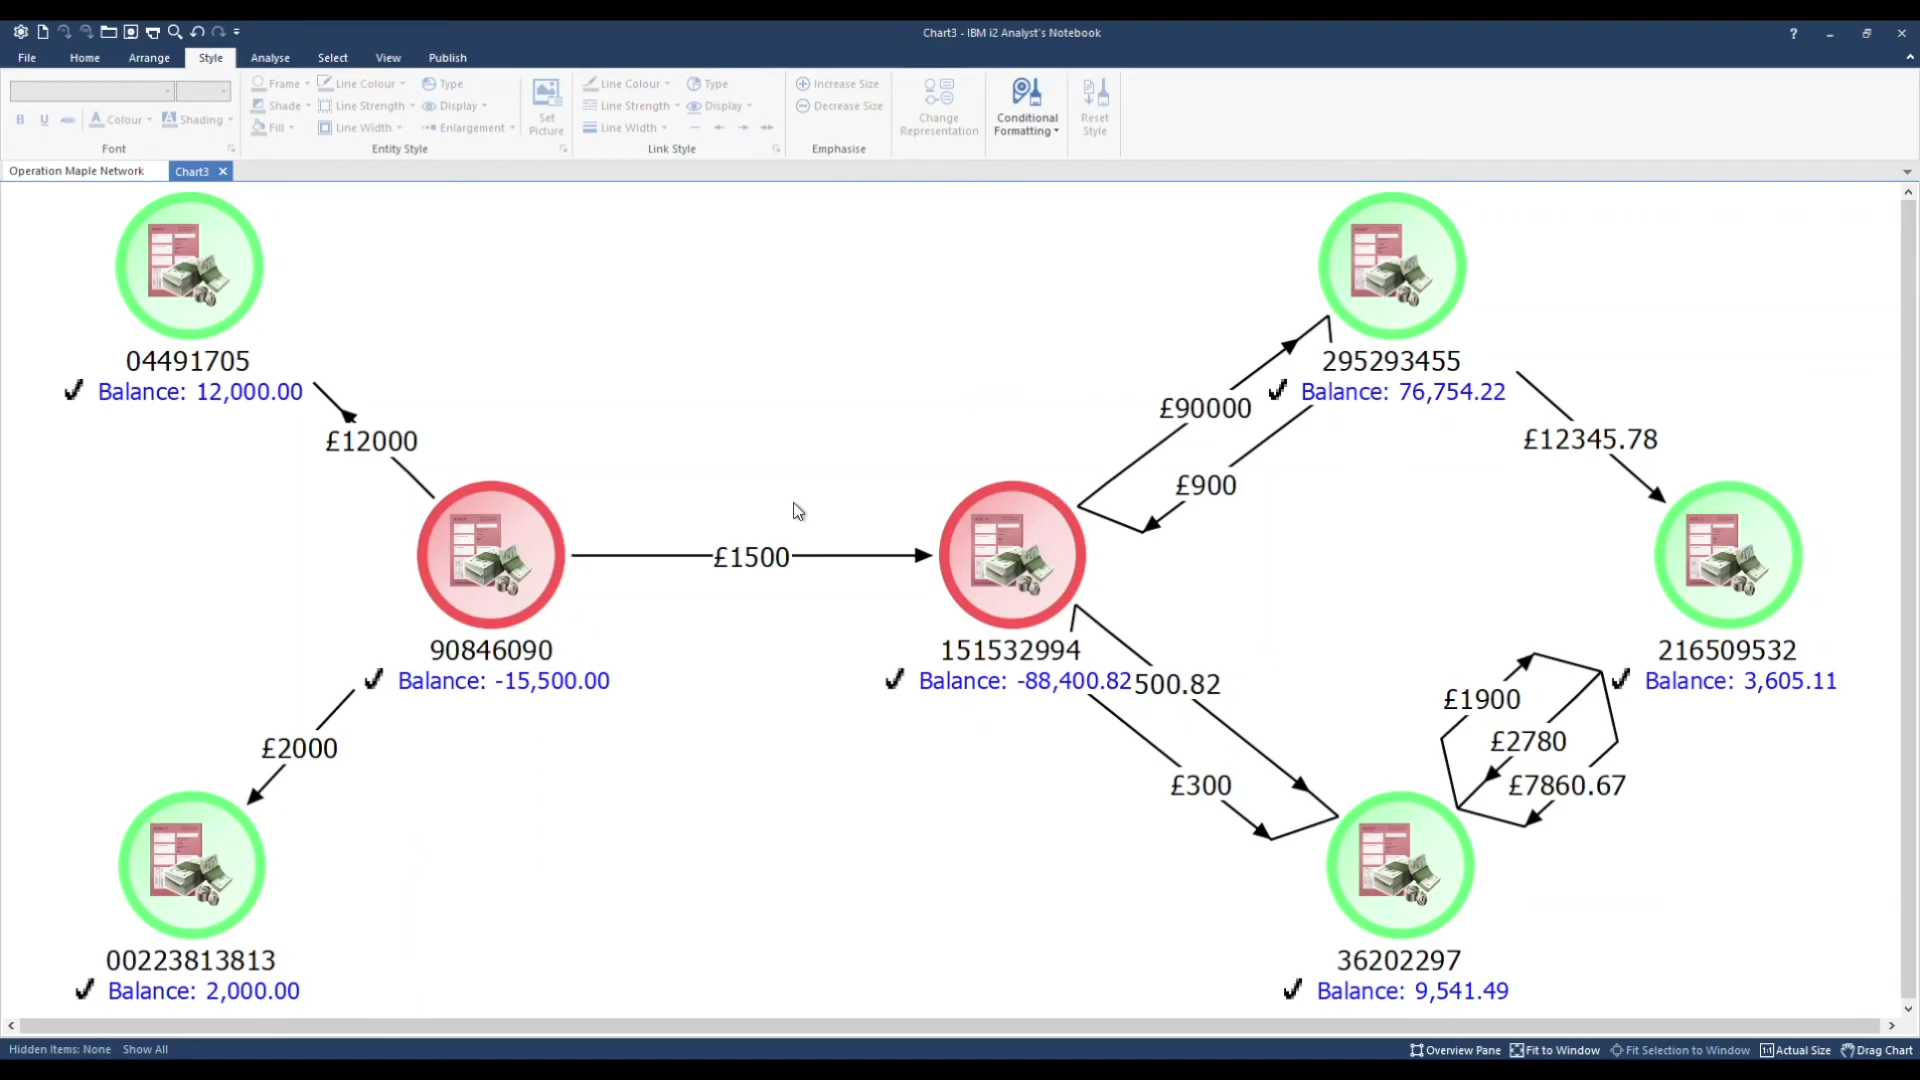 Chart3 - IBM i2 Analyst's Notebook
?
File Home Arrange Style Analyse Select View Publish
Frame Line Colour Type
Shade Line Strength Display
Fill Line Width Enlargement
Set Picture
Line Colour Type
Line Strength Display
Line Width
Increase Size
Decrease Size
Change Representation
Conditional Formatting
Reset Style
B U abc Colour Shading
Font Entity Style Link Style Emphasise
Operation Maple Network Chart3
04491705
Balance: 12,000.00
295293455
Balance: 76,754.22
£90000
£12000
£12345.78
£900
£1500
90846090
Balance: -15,500.00
151532994
Balance: -88,400.82
500.82
216509532
Balance: 3,605.11
£1900
£2780
£2000
£300
£7860.67
00223813813
Balance: 2,000.00
36202297
Balance: 9,541.49
Hidden Items: None Show All
Overview Pane Fit to Window Fit Selection to Window 1:1 Actual Size Drag Chart